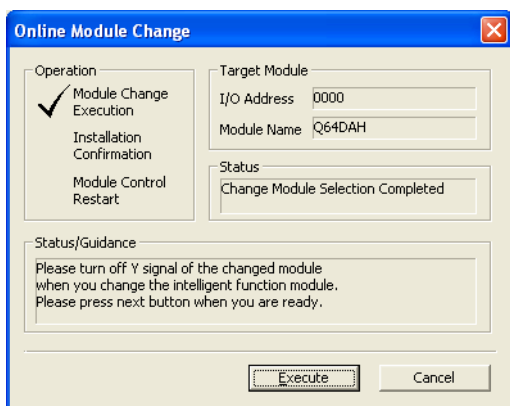 Online Module Change
Operation
Module Change
Execution
Installation
Confirmation
Module Control
Restart
Target Module
I/O Address 0000
Module Name Q64DAH
Status
Change Module Selection Completed
Status/Guidance
Please turn off Y signal of the changed module
when you change the intelligent function module.
Please press next button when you are ready.
Execute
Cancel